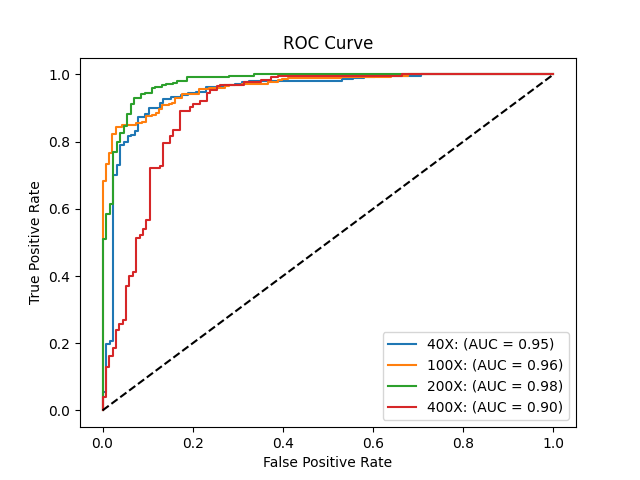 ROC Curve
True Positive Rate
1.0
0.8
0.6
0.4
0.2
0.0
0.0 0.2 0.4 0.6 0.8 1.0
False Positive Rate
40X: (AUC = 0.95)
100X: (AUC = 0.96)
200X: (AUC = 0.98)
400X: (AUC = 0.90)